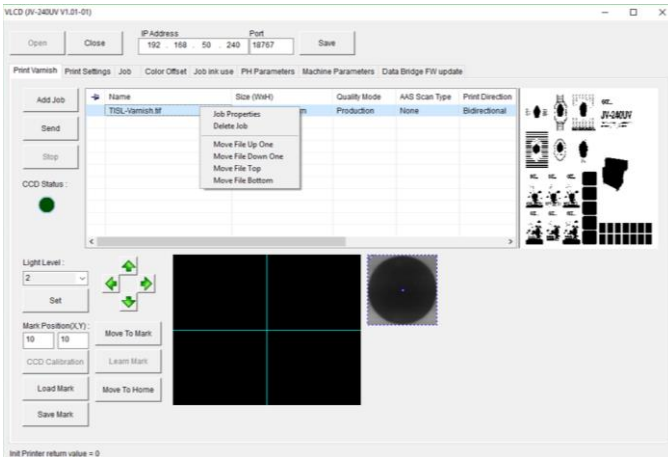 VLCD (JV-240UV V1.01-01)
IP Address Port
Open Close 192 . 168 . 50 . 240 18767 Save
Print Varnish Print Settings Job Color Offset Job ink use PH Parameters Machine Parameters Data Bridge FW update
Add Job
Send
Stop
CCD Status :
Name Size (WxH) Quality Mode AAS Scan Type Print Direction
TISL-Varnish.tif m Production None Bidirectional
Job Properties
Delete Job
Move File Up One
Move File Down One
Move File Top
Move File Bottom
JV-240UV
Light Level :
2
Set
Mark Position(X,Y) :
10 10
Move To Mark
CCD Calibration Learn Mark
Load Mark Move To Home
Save Mark
Init Printer return value = 0